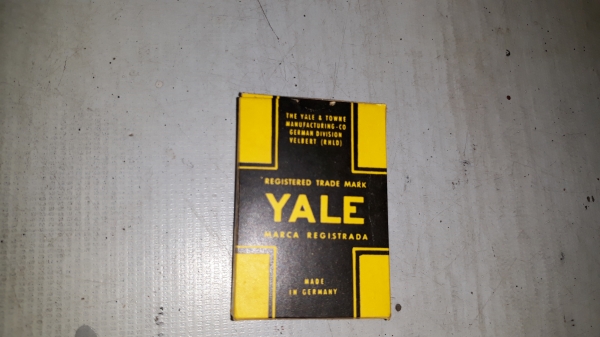 THE YALE & TOWNE
MANUFACTURING-CO
GERMAN DIVISION
VELBERT (RHLD)
REGISTERED TRADE MARK
YALE
MARCA REGISTRADA
MADE
IN GERMANY